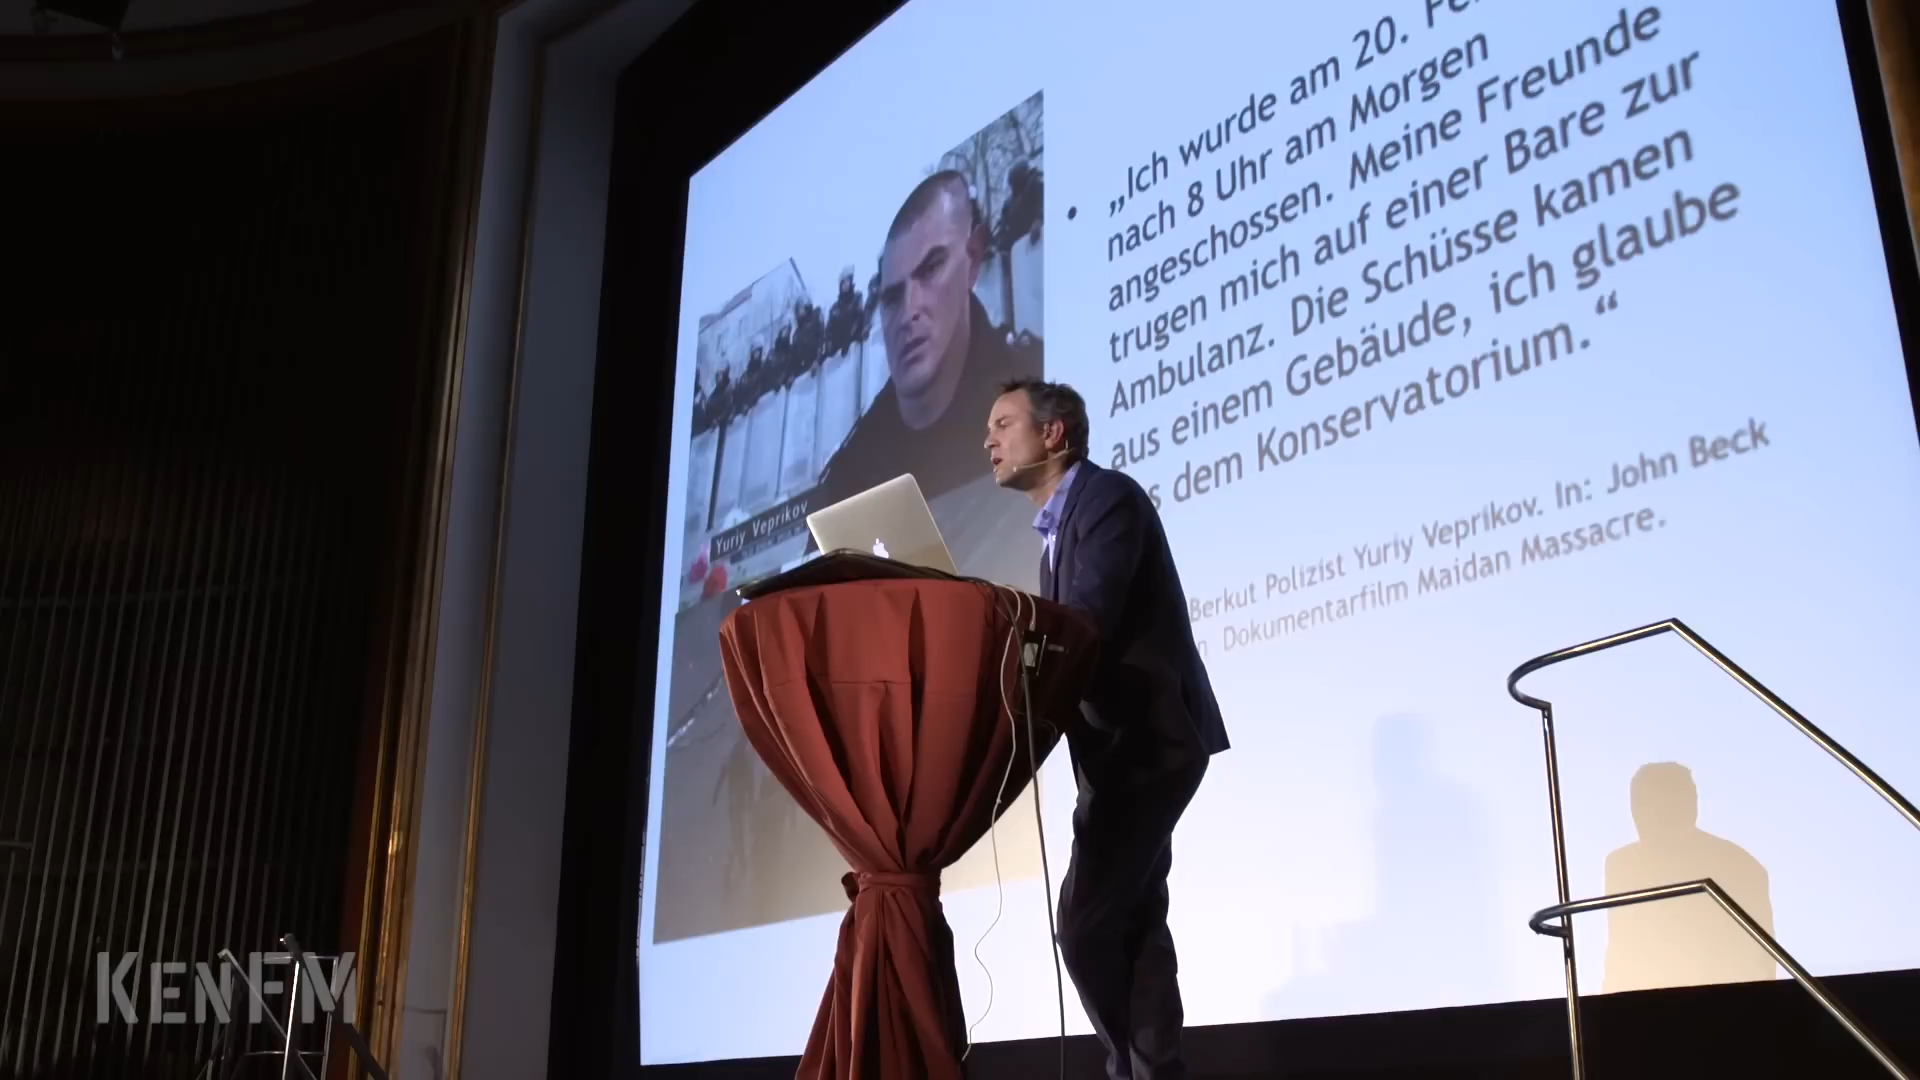 „Ich wurde am 20.
nach 8 Uhr am Morgen
angeschossen. Meine Freunde
trugen mich auf einer Bare zur
Ambulanz. Die Schüsse kamen
aus einem Gebäude, ich glaube
dem Konservatorium.“
Berkut Polizist Yuriy Veprikov. In: John Beck
Dokumentarfilm Maidan Massacre.
Yuriy Veprikov
KenFM